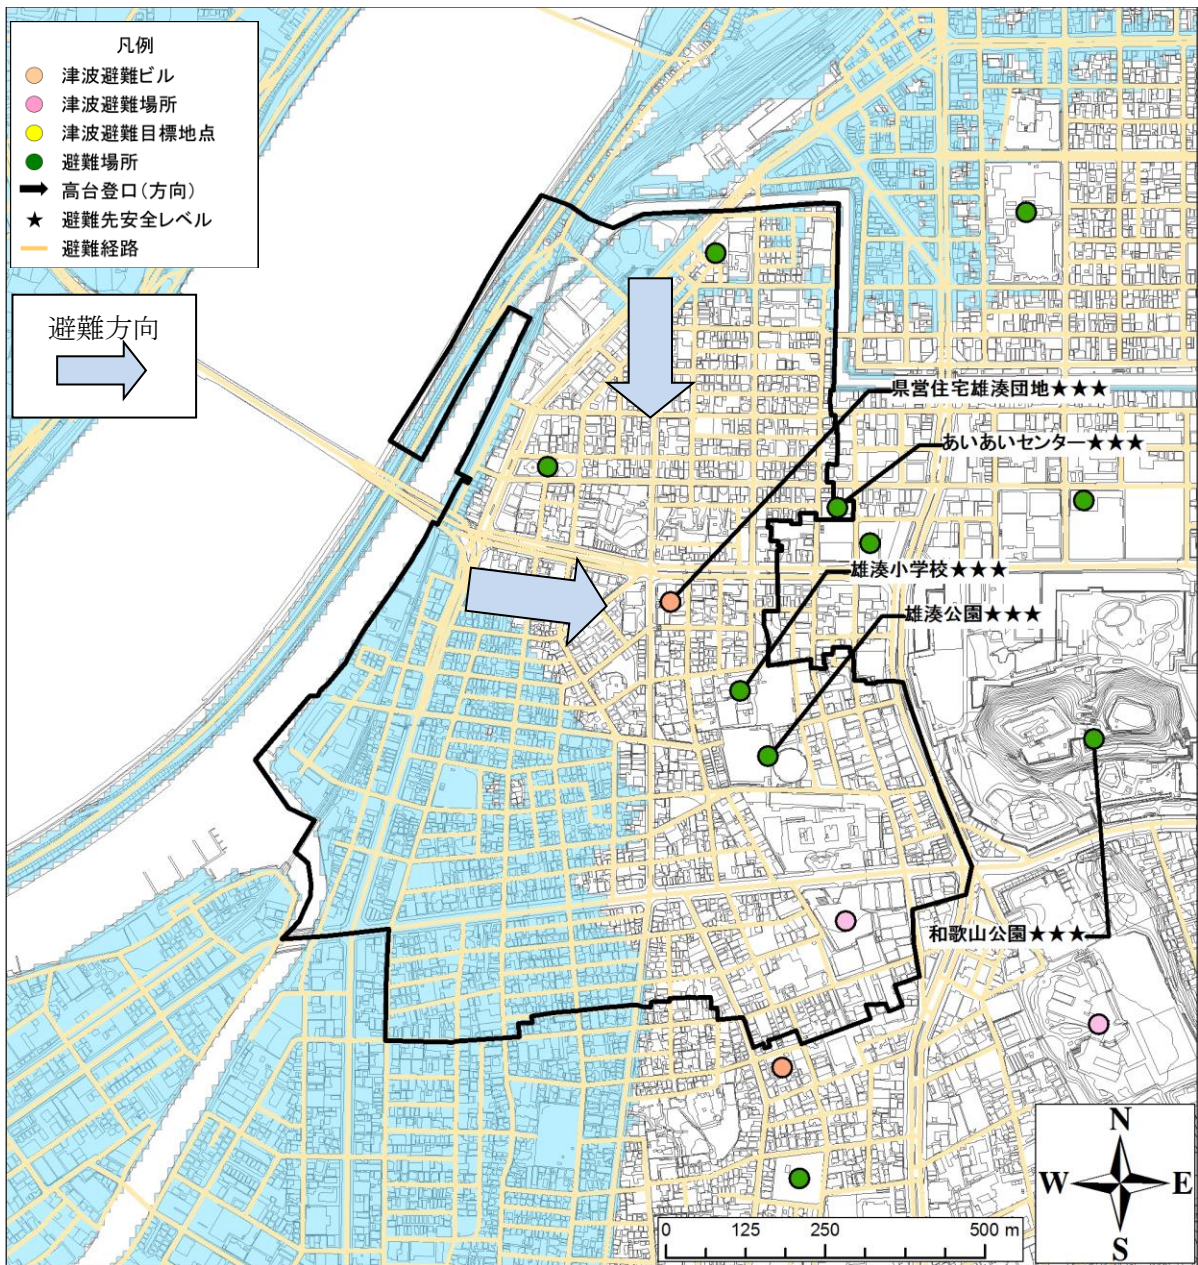 凡例
津波避難ビル
津波避難場所
津波避難目標地点
避難場所
高台登口(方向)
★ 避難先安全レベル
避難経路
避難方向
県営住宅雄湊団地★★★
あいあいセンター★★★
雄湊小学校★★★
雄湊公園★★★
和歌山公園★★★
N
W E
S
0 125 250 500 m